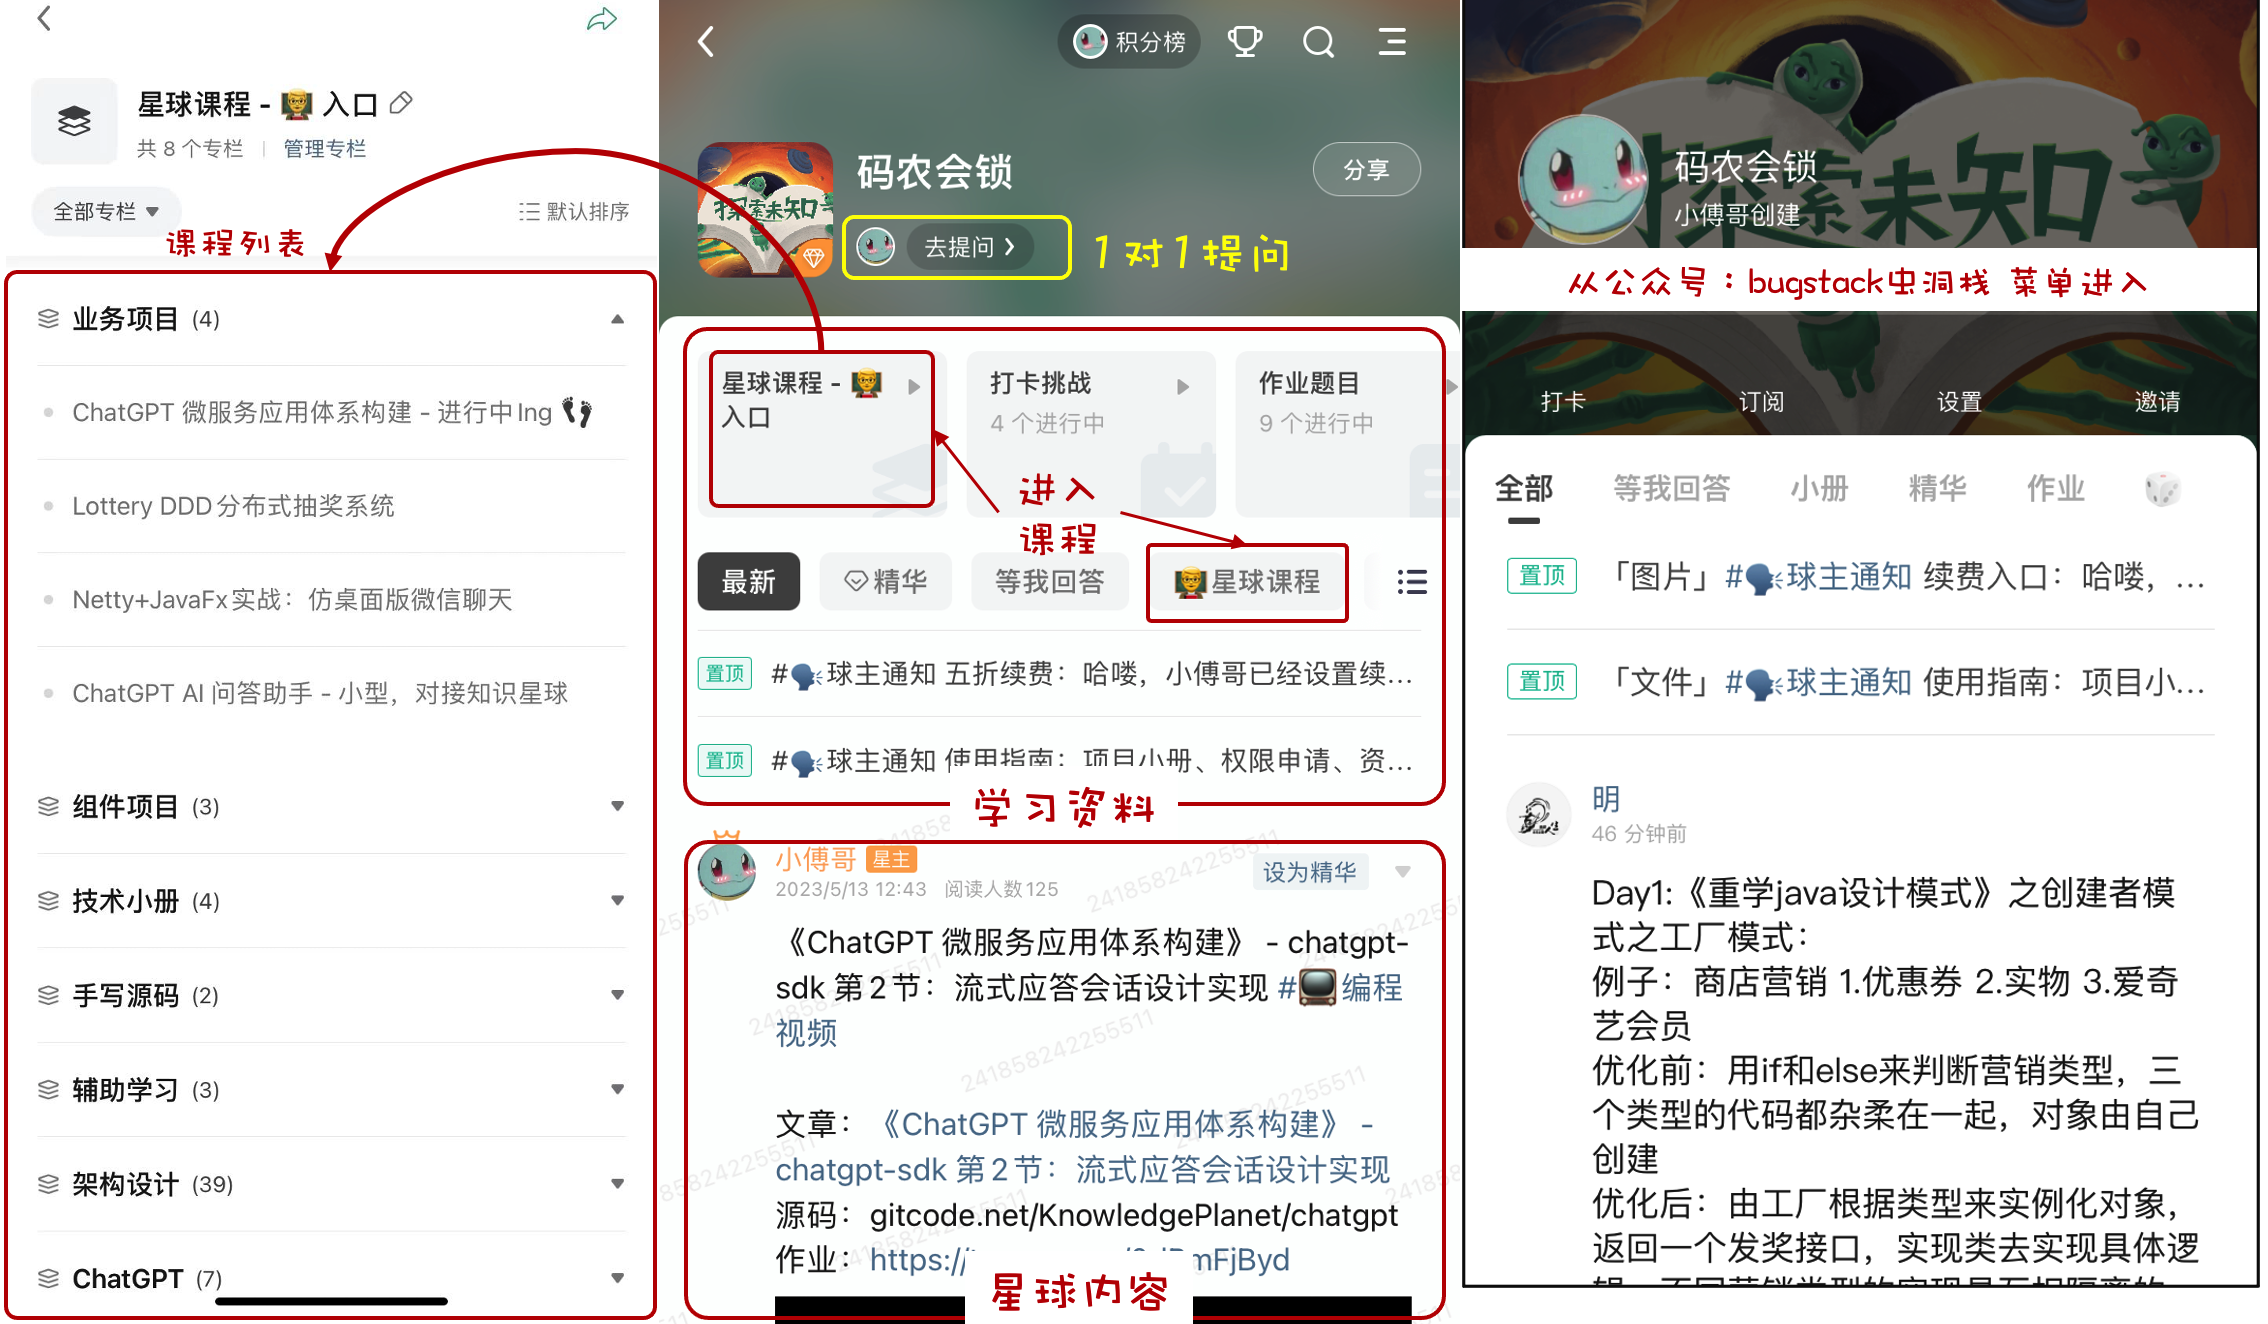 星球课程 - 👨‍🏫 入口
共 8 个专栏 | 管理专栏
全部专栏
默认排序
课程列表
业务项目 (4)
ChatGPT 微服务应用体系构建 - 进行中Ing 👣
Lottery DDD分布式抽奖系统
Netty+JavaFx实战：仿桌面版微信聊天
ChatGPT AI 问答助手 - 小型，对接知识星球
组件项目 (3)
技术小册 (4)
手写源码 (2)
辅助学习 (3)
架构设计 (39)
ChatGPT (7)
积分榜
码农会锁
分享
探索未知
去提问
1 对 1 提问
星球课程 - 👨‍🏫
入口
打卡挑战
4 个进行中
作业题目
9 个进行中
进入
课程
最新
精华
等我回答
👨‍🏫星球课程
置顶 #🗣球主通知 五折续费：哈喽，小傅哥已经设置续...
置顶 #🗣球主通知 使用指南：项目小册、权限申请、资...
学习资料
小傅哥 星主
2023/5/13 12:43 阅读人数125
设为精华
《ChatGPT 微服务应用体系构建》 - chatgpt-
sdk 第2节：流式应答会话设计实现 #📺编程
视频
文章：《ChatGPT 微服务应用体系构建》 -
chatgpt-sdk 第2节：流式应答会话设计实现
源码：gitcode.net/KnowledgePlanet/chatgpt
作业：https://
mFjByd
星球内容
241858242255511
探索未知
码农会锁
小傅哥创建
从公众号：bugstack虫洞栈 菜单进入
打卡
订阅
设置
邀请
全部
等我回答
小册
精华
作业
置顶 「图片」#🗣球主通知 续费入口：哈喽，...
置顶 「文件」#🗣球主通知 使用指南：项目小...
明
46 分钟前
Day1:《重学java设计模式》之创建者模
式之工厂模式：
例子：商店营销 1.优惠券 2.实物 3.爱奇
艺会员
优化前：用if和else来判断营销类型，三
个类型的代码都杂柔在一起，对象由自己
创建
优化后：由工厂根据类型来实例化对象，
返回一个发奖接口，实现类去实现具体逻